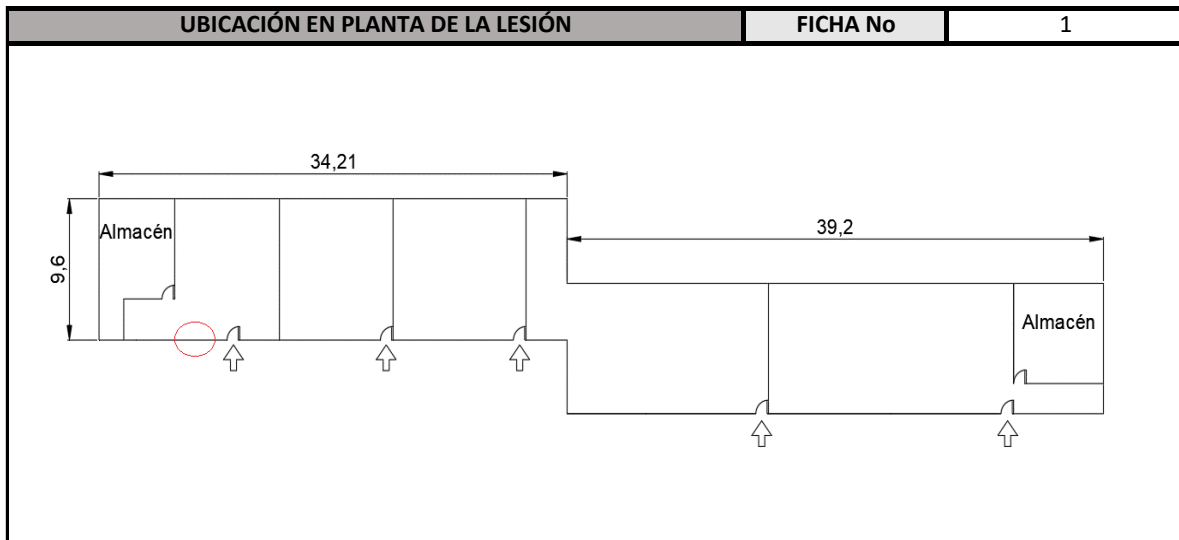 UBICACIÓN EN PLANTA DE LA LESIÓN FICHA No 1
34,21
Almacén
39,2
9,6
Almacén